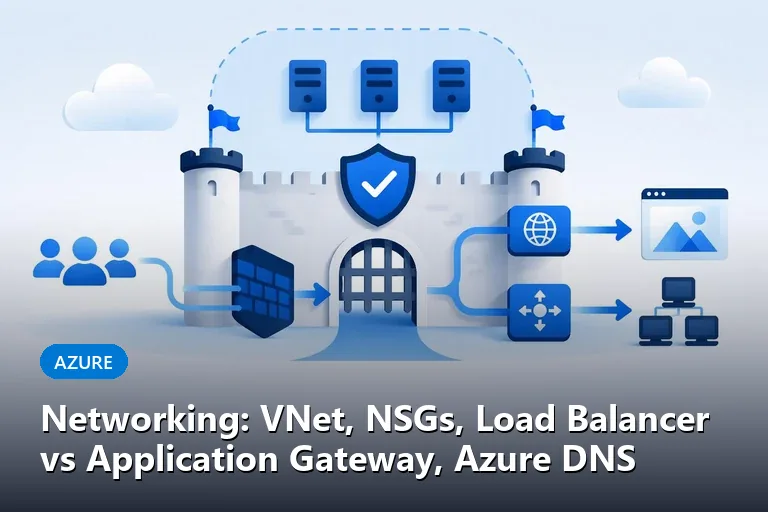 AZURE
Networking: VNet, NSGs, Load Balancer
vs Application Gateway, Azure DNS